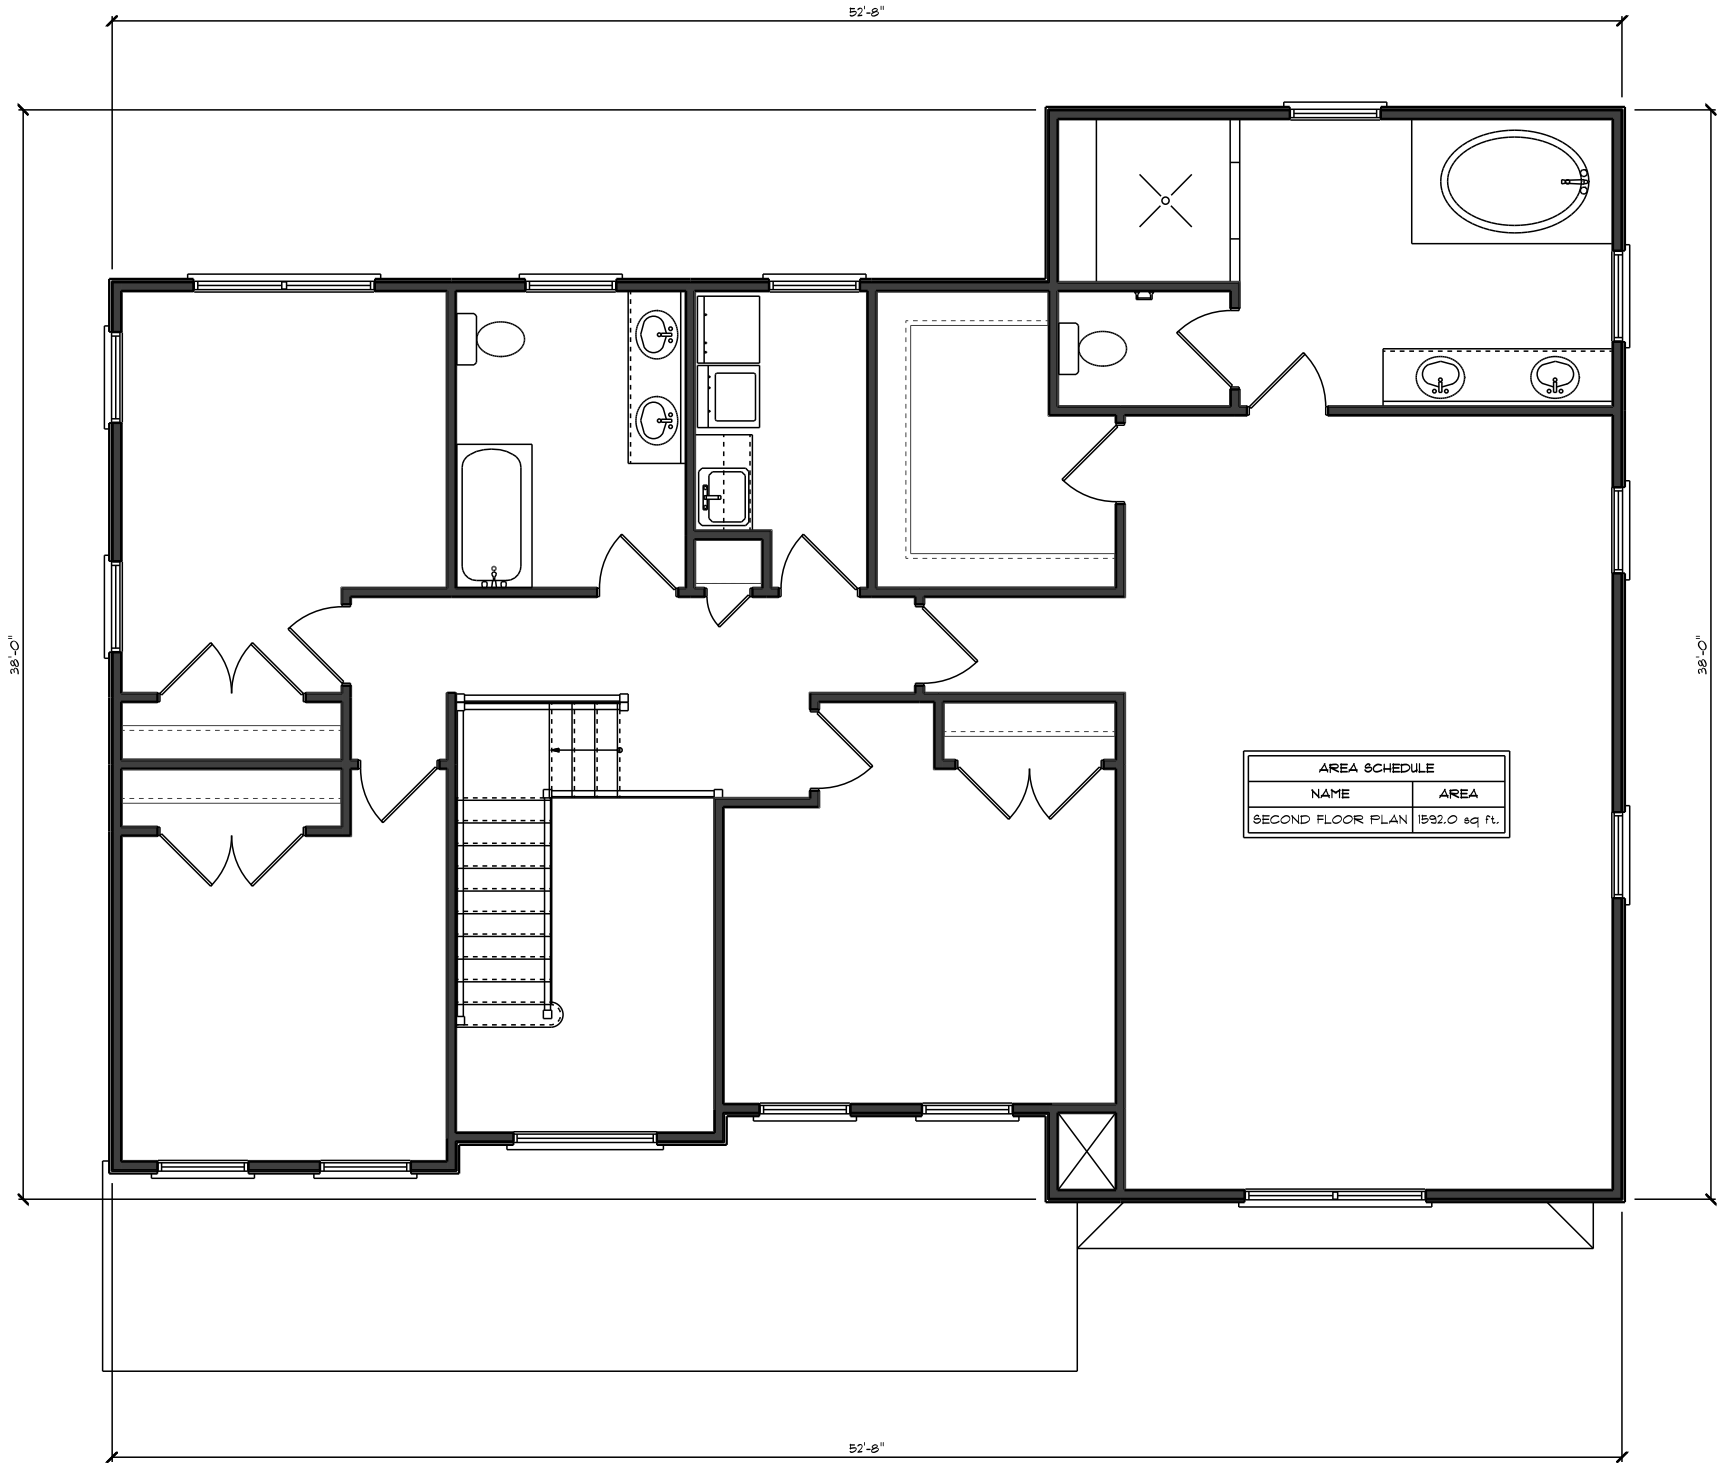 52'-8"
38'-0"
38'-0"
AREA SCHEDULE
NAME AREA
SECOND FLOOR PLAN 1592.0 sq ft.
52'-8"